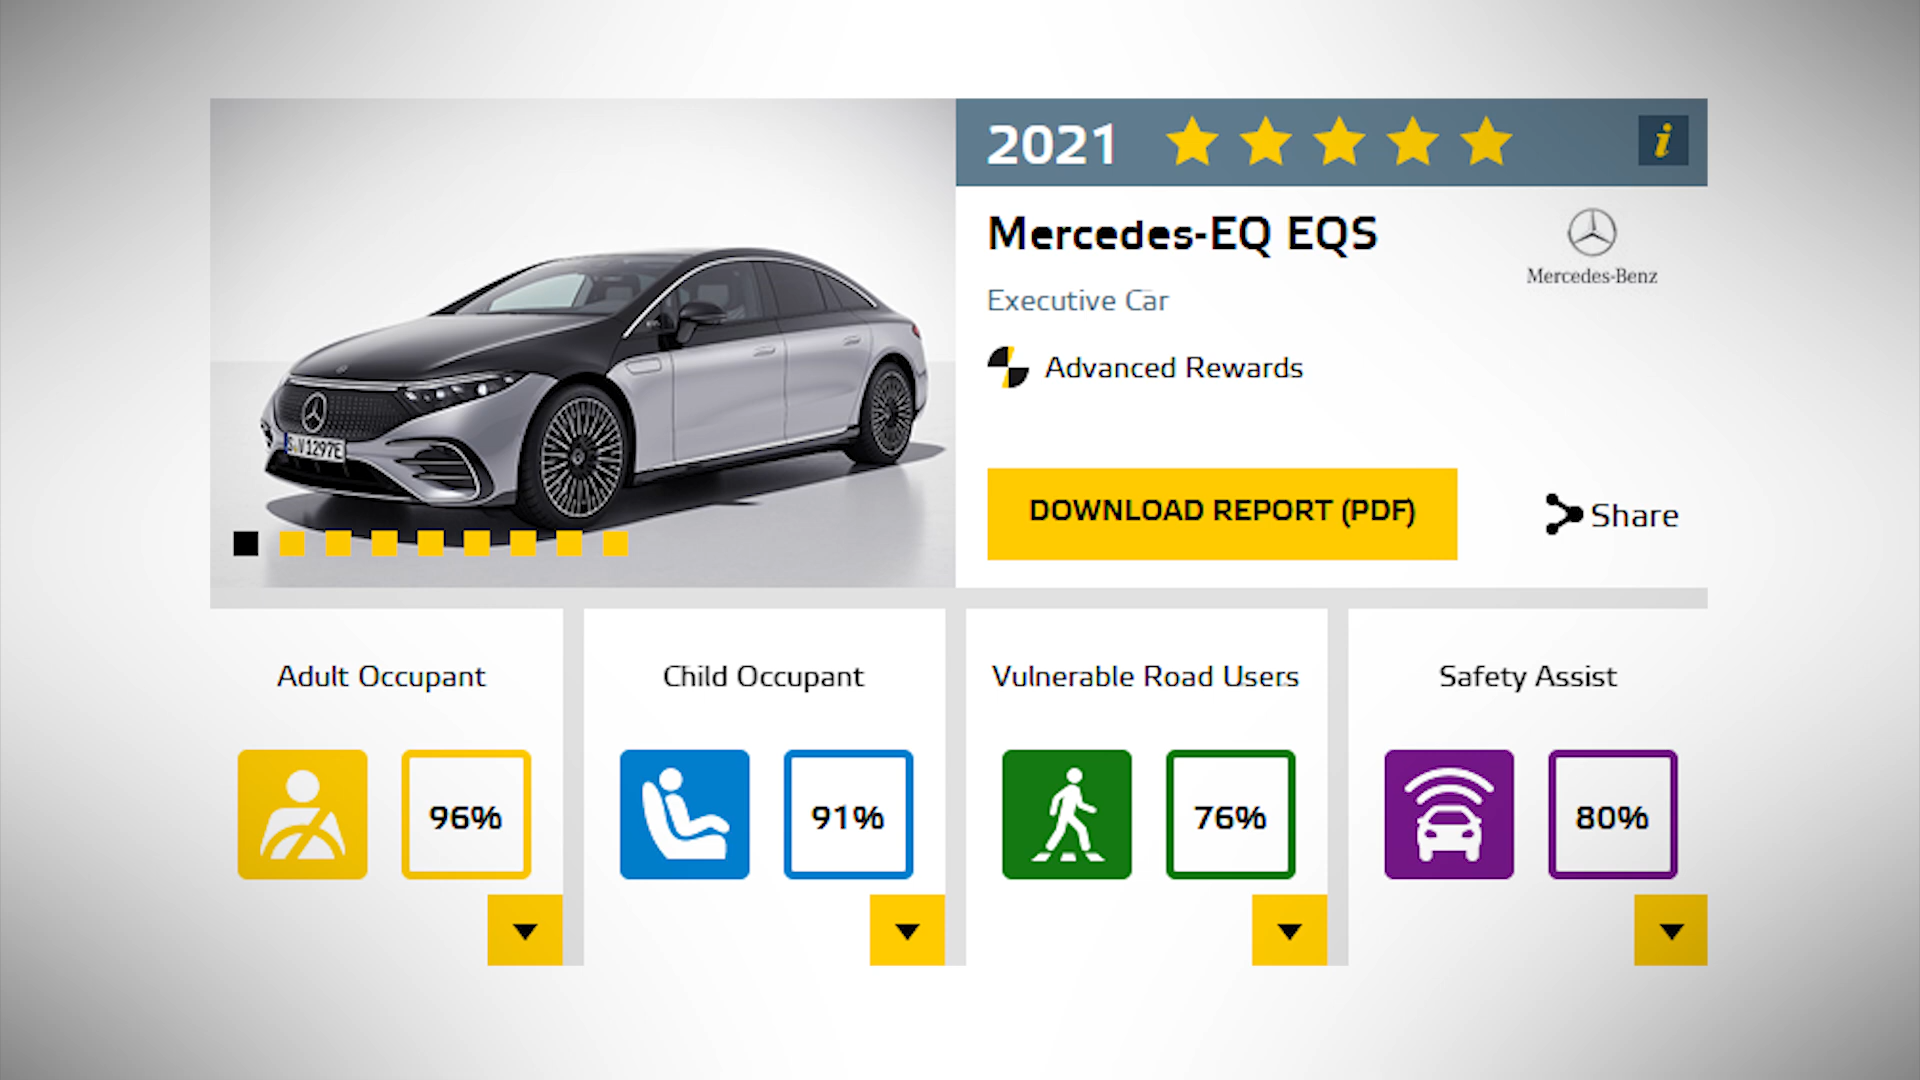 2021
i
Mercedes-EQ EQS
Mercedes-Benz
Executive Car
Advanced Rewards
DOWNLOAD REPORT (PDF)
Share
S·V 1297E
Adult Occupant
Child Occupant
Vulnerable Road Users
Safety Assist
96%
91%
76%
80%